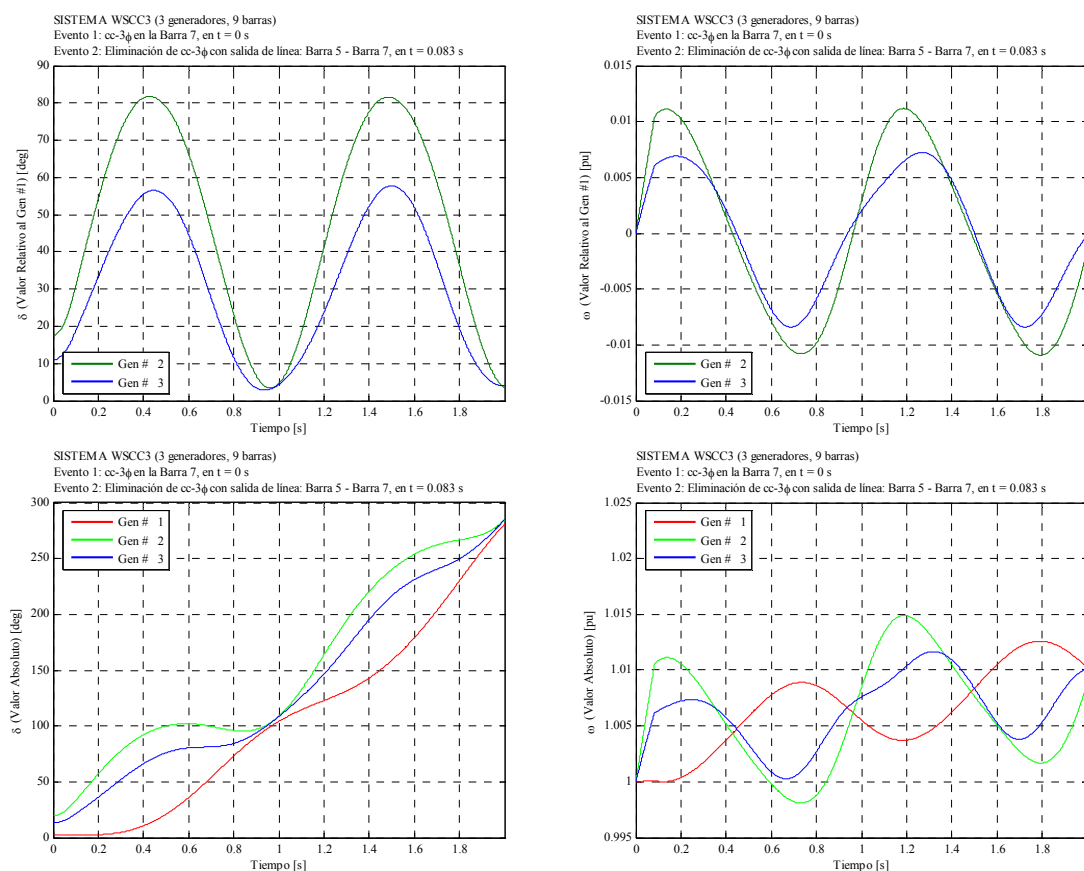 SISTEMA WSCC3 (3 generadores, 9 barras)
Evento 1: cc-3ϕ en la Barra 7, en t = 0 s
Evento 2: Eliminación de cc-3ϕ con salida de línea: Barra 5 - Barra 7, en t = 0.083 s
90
80
70
60
50
40
30
20
10
0
δ (Valor Relativo al Gen #1) [deg]
Gen # 2
Gen # 3
0 0.2 0.4 0.6 0.8 1 1.2 1.4 1.6 1.8
Tiempo [s]
SISTEMA WSCC3 (3 generadores, 9 barras)
Evento 1: cc-3ϕ en la Barra 7, en t = 0 s
Evento 2: Eliminación de cc-3ϕ con salida de línea: Barra 5 - Barra 7, en t = 0.083 s
0.015
0.01
0.005
0
-0.005
-0.01
-0.015
ω (Valor Relativo al Gen #1) [pu]
Gen # 2
Gen # 3
0 0.2 0.4 0.6 0.8 1 1.2 1.4 1.6 1.8
Tiempo [s]
SISTEMA WSCC3 (3 generadores, 9 barras)
Evento 1: cc-3ϕ en la Barra 7, en t = 0 s
Evento 2: Eliminación de cc-3ϕ con salida de línea: Barra 5 - Barra 7, en t = 0.083 s
300
250
200
150
100
50
0
δ (Valor Absoluto) [deg]
Gen # 1
Gen # 2
Gen # 3
0 0.2 0.4 0.6 0.8 1 1.2 1.4 1.6 1.8
Tiempo [s]
SISTEMA WSCC3 (3 generadores, 9 barras)
Evento 1: cc-3ϕ en la Barra 7, en t = 0 s
Evento 2: Eliminación de cc-3ϕ con salida de línea: Barra 5 - Barra 7, en t = 0.083 s
1.025
1.02
1.015
1.01
1.005
1
0.995
ω (Valor Absoluto) [pu]
Gen # 1
Gen # 2
Gen # 3
0 0.2 0.4 0.6 0.8 1 1.2 1.4 1.6 1.8
Tiempo [s]